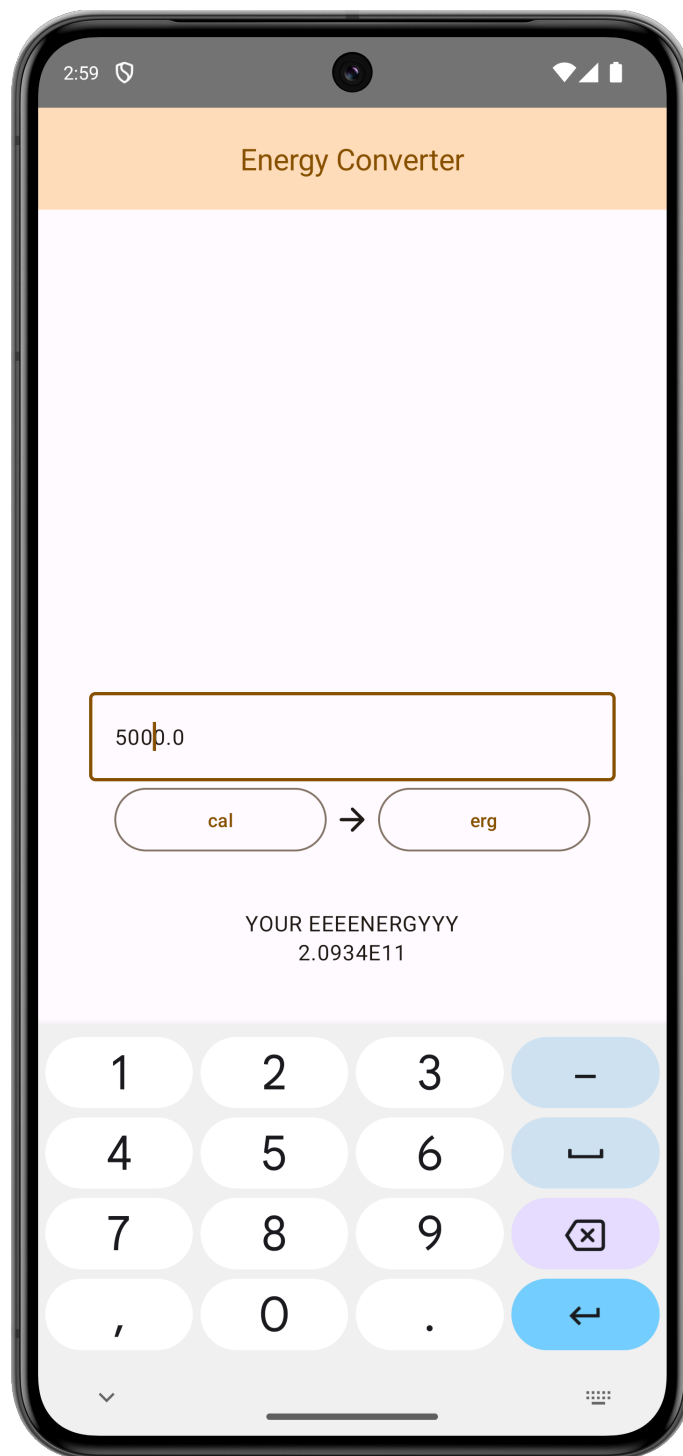 2:59
Energy Converter
5000.0
cal → erg
YOUR EEEENERGYYY
2.0934E11
1 2 3 –
4 5 6
7 8 9
, 0 .